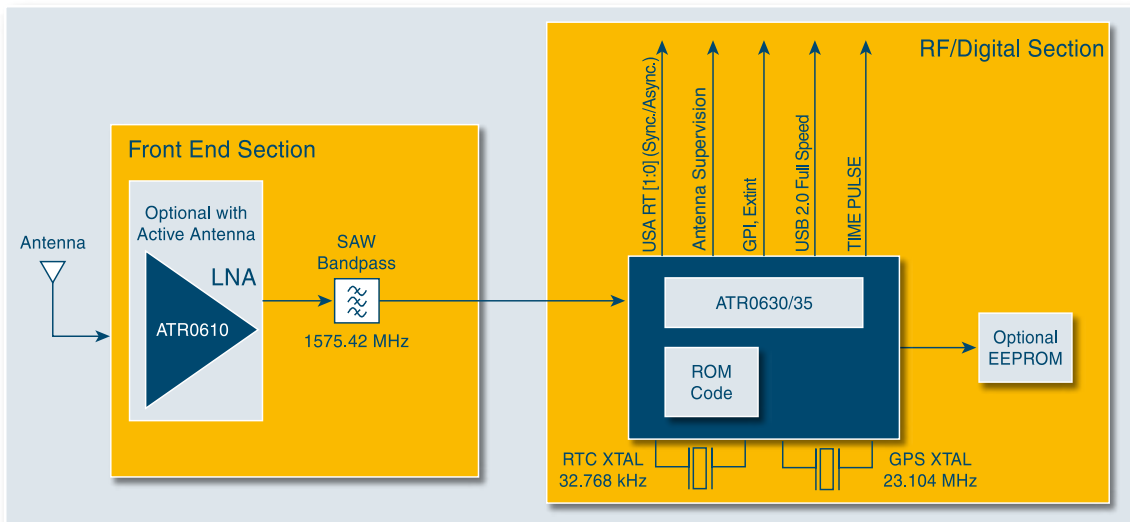 RF/Digital Section
USA RT [1:0] (Sync./Async.)
Antenna Supervision
GPI, Extint
USB 2.0 Full Speed
TIME PULSE
Front End Section
Optional with
Active Antenna
Antenna
LNA
ATR0610
SAW
Bandpass
1575.42 MHz
ATR0630/35
ROM
Code
Optional
EEPROM
RTC XTAL
32.768 kHz
GPS XTAL
23.104 MHz